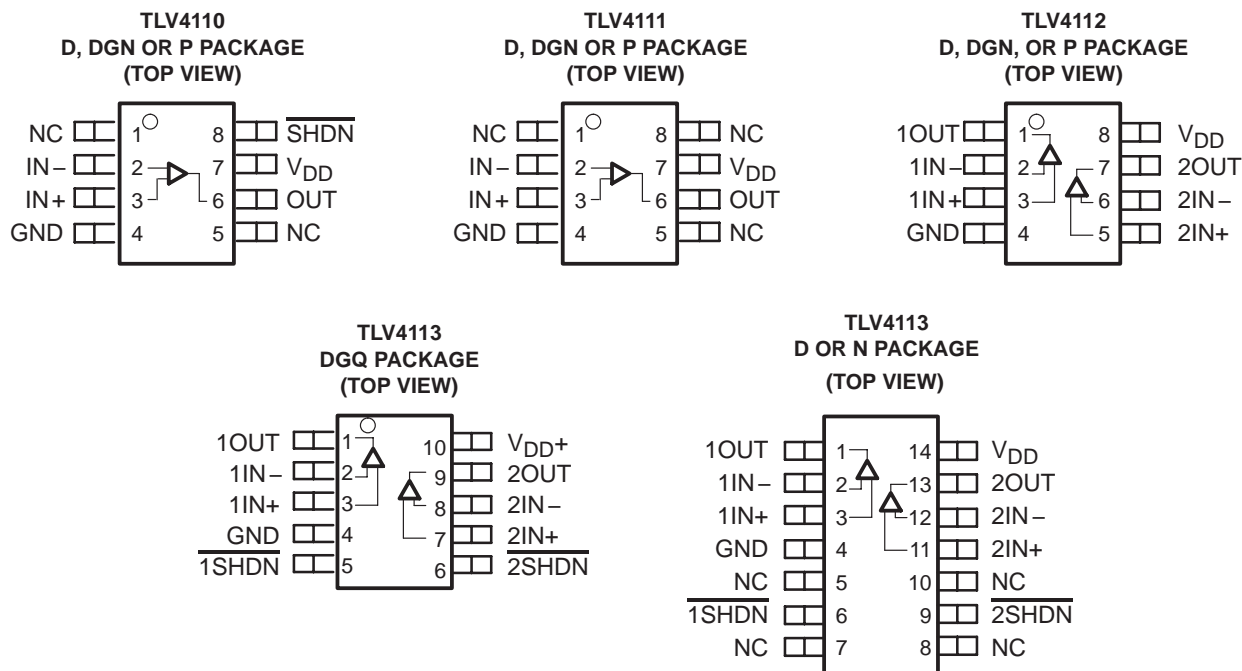 TLV4110
D, DGN OR P PACKAGE
(TOP VIEW)
NC 1 8 SHDN
IN− 2 7 VDD
IN+ 3 6 OUT
GND 4 5 NC
TLV4111
D, DGN OR P PACKAGE
(TOP VIEW)
NC 1 8 NC
IN− 2 7 VDD
IN+ 3 6 OUT
GND 4 5 NC
TLV4112
D, DGN, OR P PACKAGE
(TOP VIEW)
1OUT 1 8 VDD
1IN− 2 7 2OUT
1IN+ 3 6 2IN−
GND 4 5 2IN+
TLV4113
DGQ PACKAGE
(TOP VIEW)
1OUT 1 10 VDD+
1IN− 2 9 2OUT
1IN+ 3 8 2IN−
GND 4 7 2IN+
1SHDN 5 6 2SHDN
TLV4113
D OR N PACKAGE
(TOP VIEW)
1OUT 1 14 VDD
1IN− 2 13 2OUT
1IN+ 3 12 2IN−
GND 4 11 2IN+
NC 5 10 NC
1SHDN 6 9 2SHDN
NC 7 8 NC